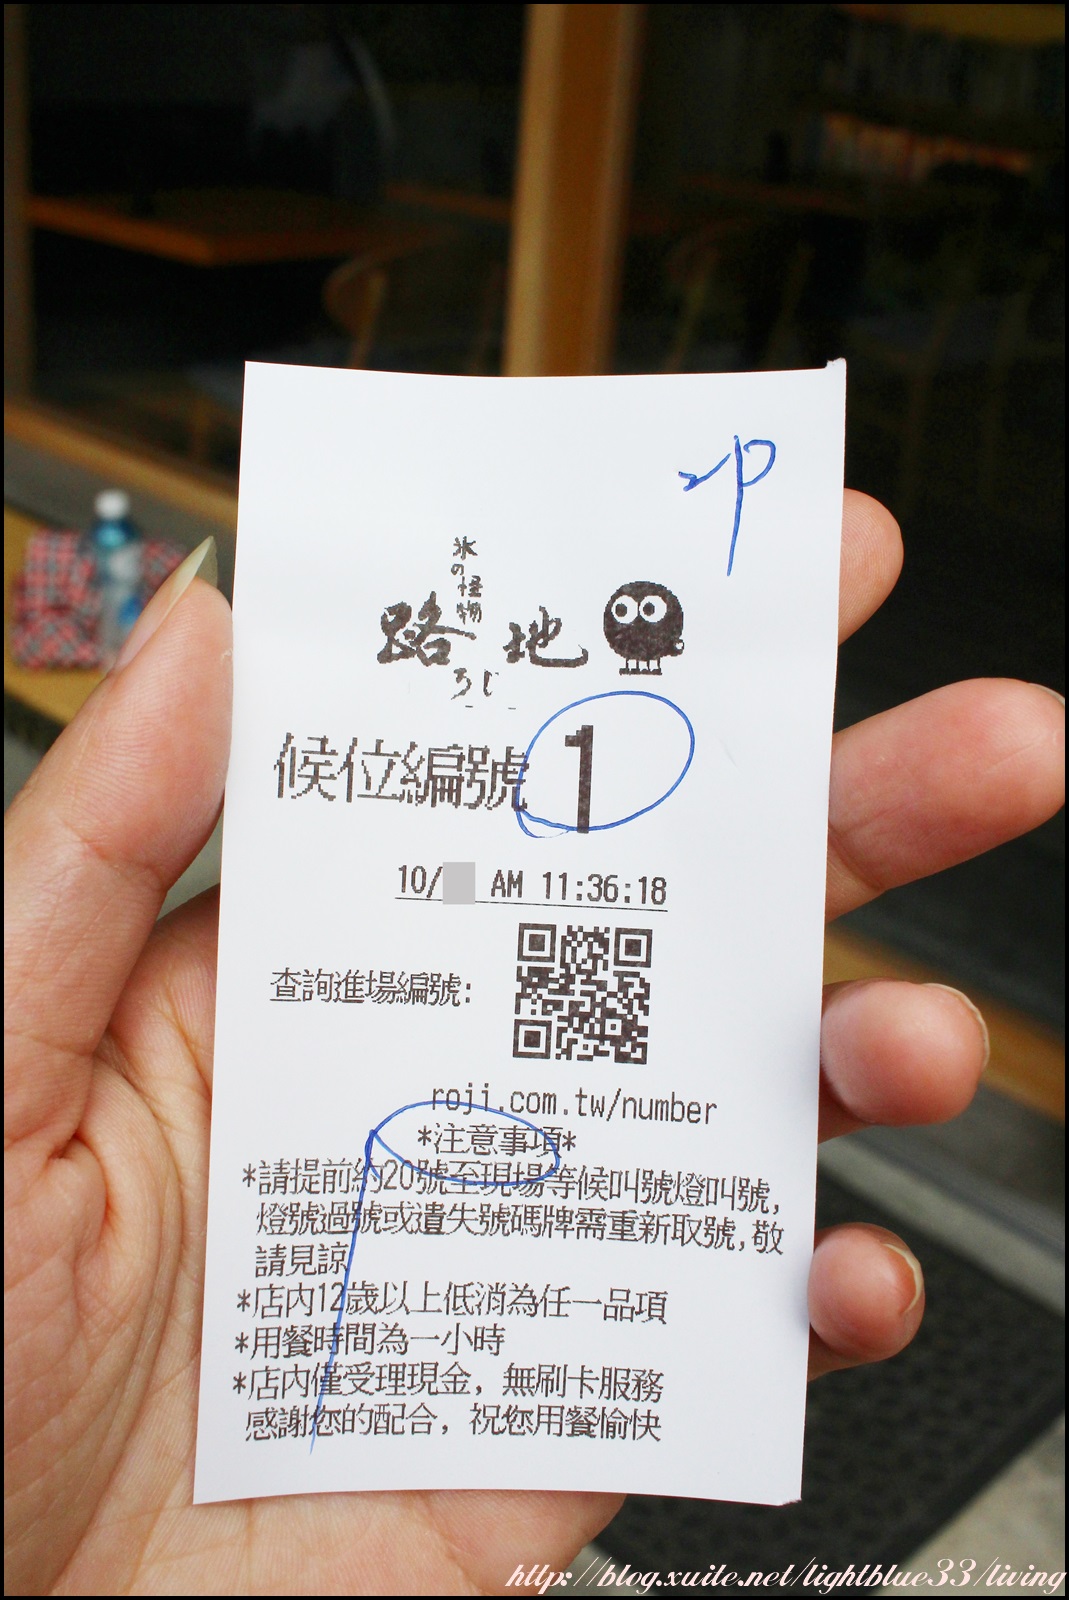 2P
氷の怪物
路地
ろじ
候位編號 1
10/ AM 11:36:18
查詢進場編號:
roji.com.tw/number
*注意事項*
*請提前約20號至現場等候叫號燈叫號,
燈號過號或遺失號碼牌需重新取號,敬
請見諒
*店內12歲以上低消為任一品項
*用餐時間為一小時
*店內僅受理現金, 無刷卡服務
感謝您的配合, 祝您用餐愉快
http://blog.xuite.net/lightblue33/living